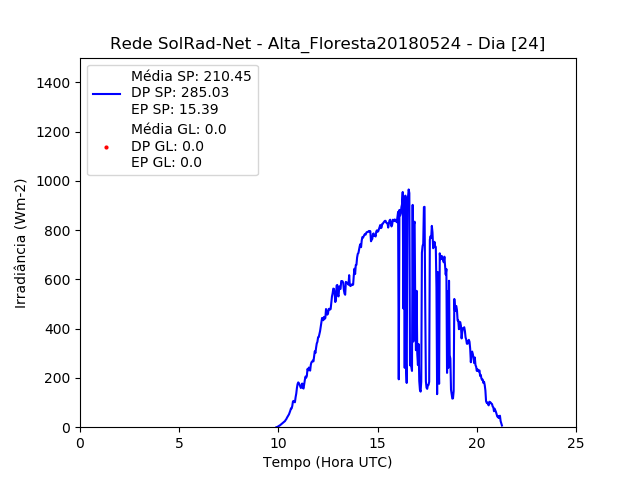 Rede SolRad-Net - Alta_Floresta20180524 - Dia [24]
Média SP: 210.45
DP SP: 285.03
EP SP: 15.39
Média GL: 0.0
DP GL: 0.0
EP GL: 0.0
1400
1200
1000
800
600
400
200
0
Irradiância (Wm-2)
0 5 10 15 20 25
Tempo (Hora UTC)